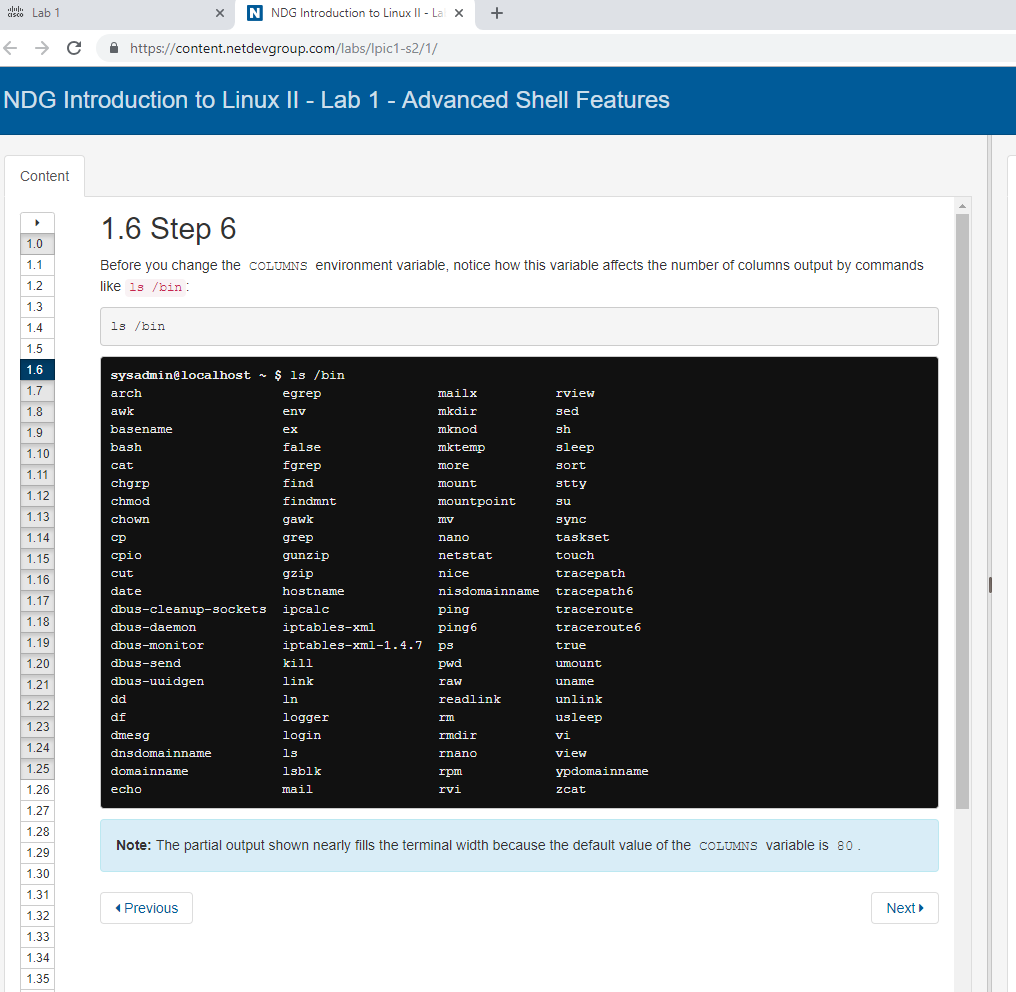 cisco Lab 1
NDG Introduction to Linux II - La
https://content.netdevgroup.com/labs/lpic1-s2/1/
NDG Introduction to Linux II - Lab 1 - Advanced Shell Features
Content
1.0
1.1
1.2
1.3
1.4
1.5
1.6
1.7
1.8
1.9
1.10
1.11
1.12
1.13
1.14
1.15
1.16
1.17
1.18
1.19
1.20
1.21
1.22
1.23
1.24
1.25
1.26
1.27
1.28
1.29
1.30
1.31
1.32
1.33
1.34
1.35
1.6 Step 6
Before you change the COLUMNS environment variable, notice how this variable affects the number of columns output by commands
like ls /bin:
ls /bin
sysadmin@localhost ~ $ ls /bin
arch egrep mailx rview
awk env mkdir sed
basename ex mknod sh
bash false mktemp sleep
cat fgrep more sort
chgrp find mount stty
chmod findmnt mountpoint su
chown gawk mv sync
cp grep nano taskset
cpio gunzip netstat touch
cut gzip nice tracepath
date hostname nisdomainname tracepath6
dbus-cleanup-sockets ipcalc ping traceroute
dbus-daemon iptables-xml ping6 traceroute6
dbus-monitor iptables-xml-1.4.7 ps true
dbus-send kill pwd umount
dbus-uuidgen link raw uname
dd ln readlink unlink
df logger rm usleep
dmesg login rmdir vi
dnsdomainname ls rnano view
domainname lsblk rpm ypdomainname
echo mail rvi zcat
Note: The partial output shown nearly fills the terminal width because the default value of the COLUMNS variable is 80.
Previous
Next